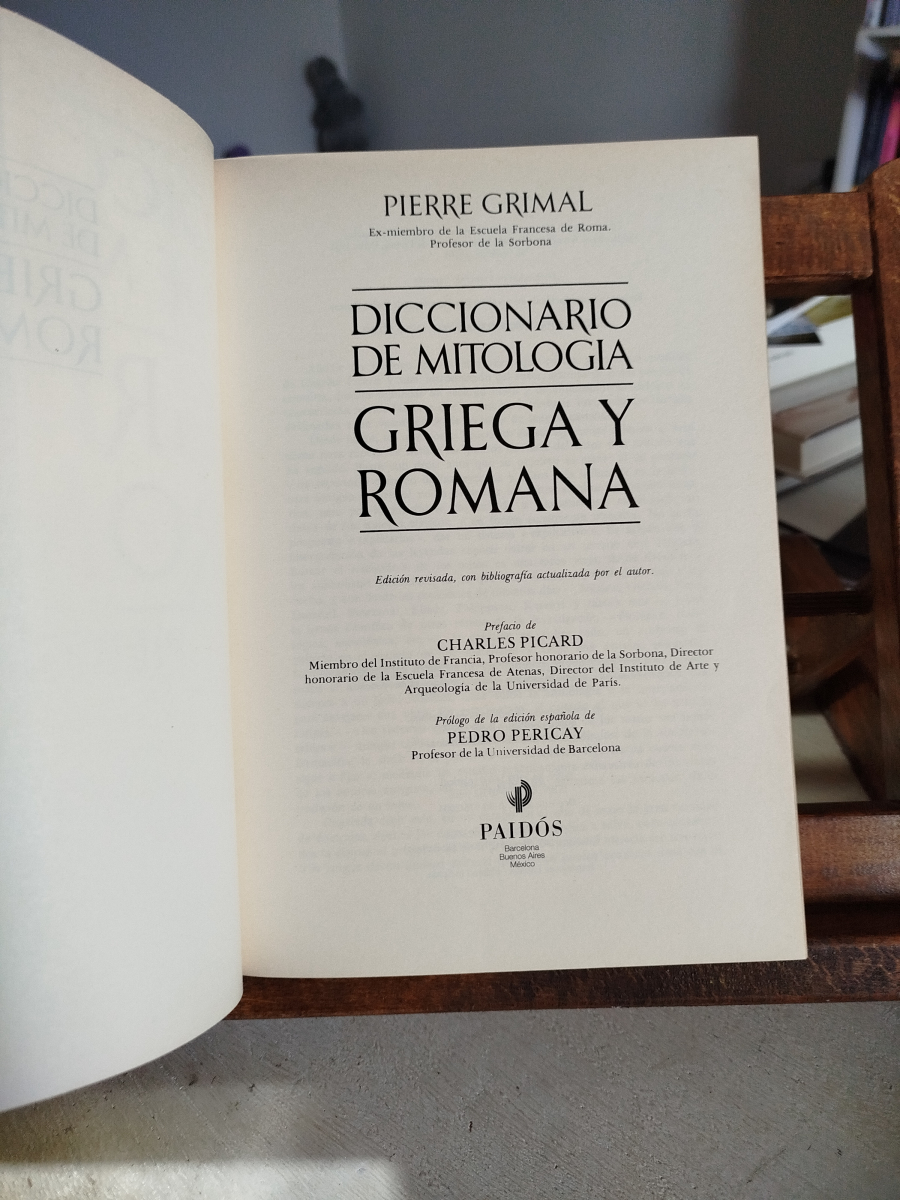 PIERRE GRIMAL
Ex-miembro de la Escuela Francesa de Roma.
Profesor de la Sorbona
DICCIONARIO
DE MITOLOGIA
GRIEGA Y
ROMANA
Edición revisada, con bibliografía actualizada por el autor.
Prefacio de
CHARLES PICARD
Miembro del Instituto de Francia, Profesor honorario de la Sorbona, Director
honorario de la Escuela Francesa de Atenas, Director del Instituto de Arte y
Arqueología de la Universidad de París.
Prólogo de la edición española de
PEDRO PERICAY
Profesor de la Universidad de Barcelona
PAIDÓS
Barcelona
Buenos Aires
México